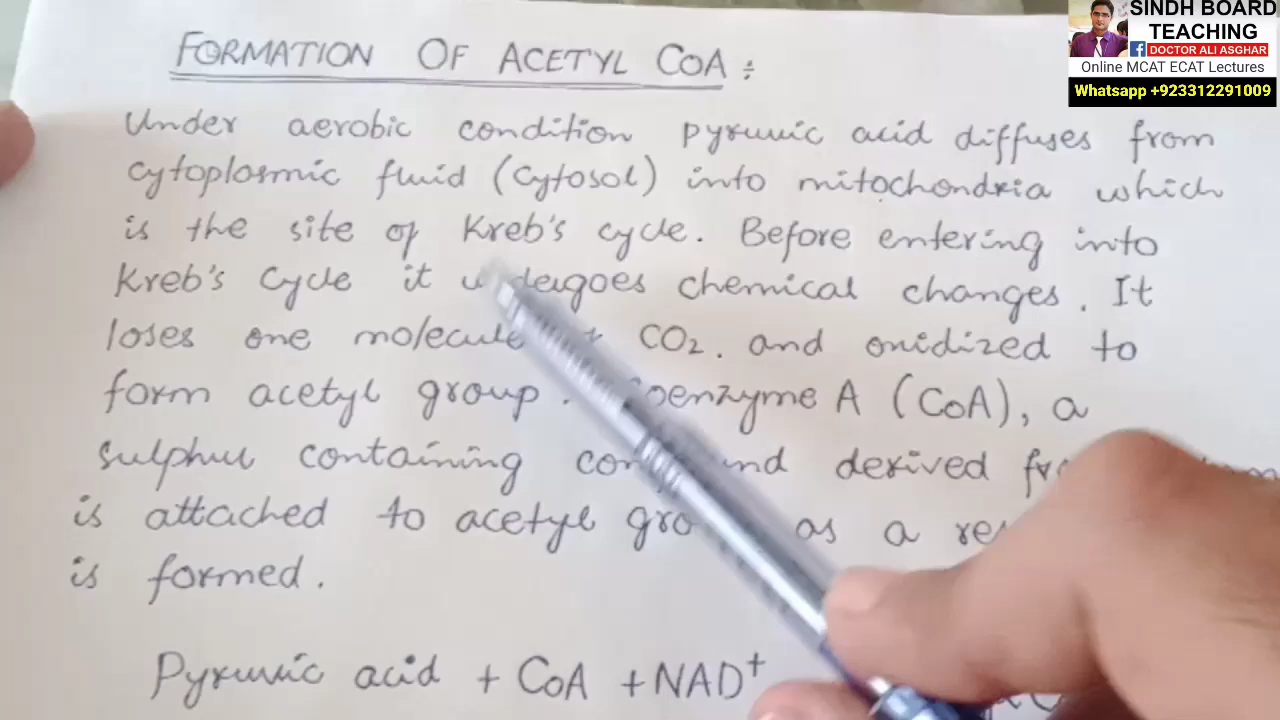 SINDH BOARD
TEACHING
DOCTOR ALI ASGHAR
Online MCAT ECAT Lectures
Whatsapp +923312291009
FORMATION OF ACETYL COA :
Under aerobic condition pyruvic acid diffuses from
cytoplasmic fluid (Cytosol) into mitochondria which
is the site of Kreb's cycle. Before entering into
Kreb's Cycle it undergoes chemical changes. It
loses one molecule CO2. and oxidized to
form acetyl group. Coenzyme A (CoA), a
sulphur containing derived
is attached to acetyl as a
is formed.
Pyruvic acid + CoA + NAD+